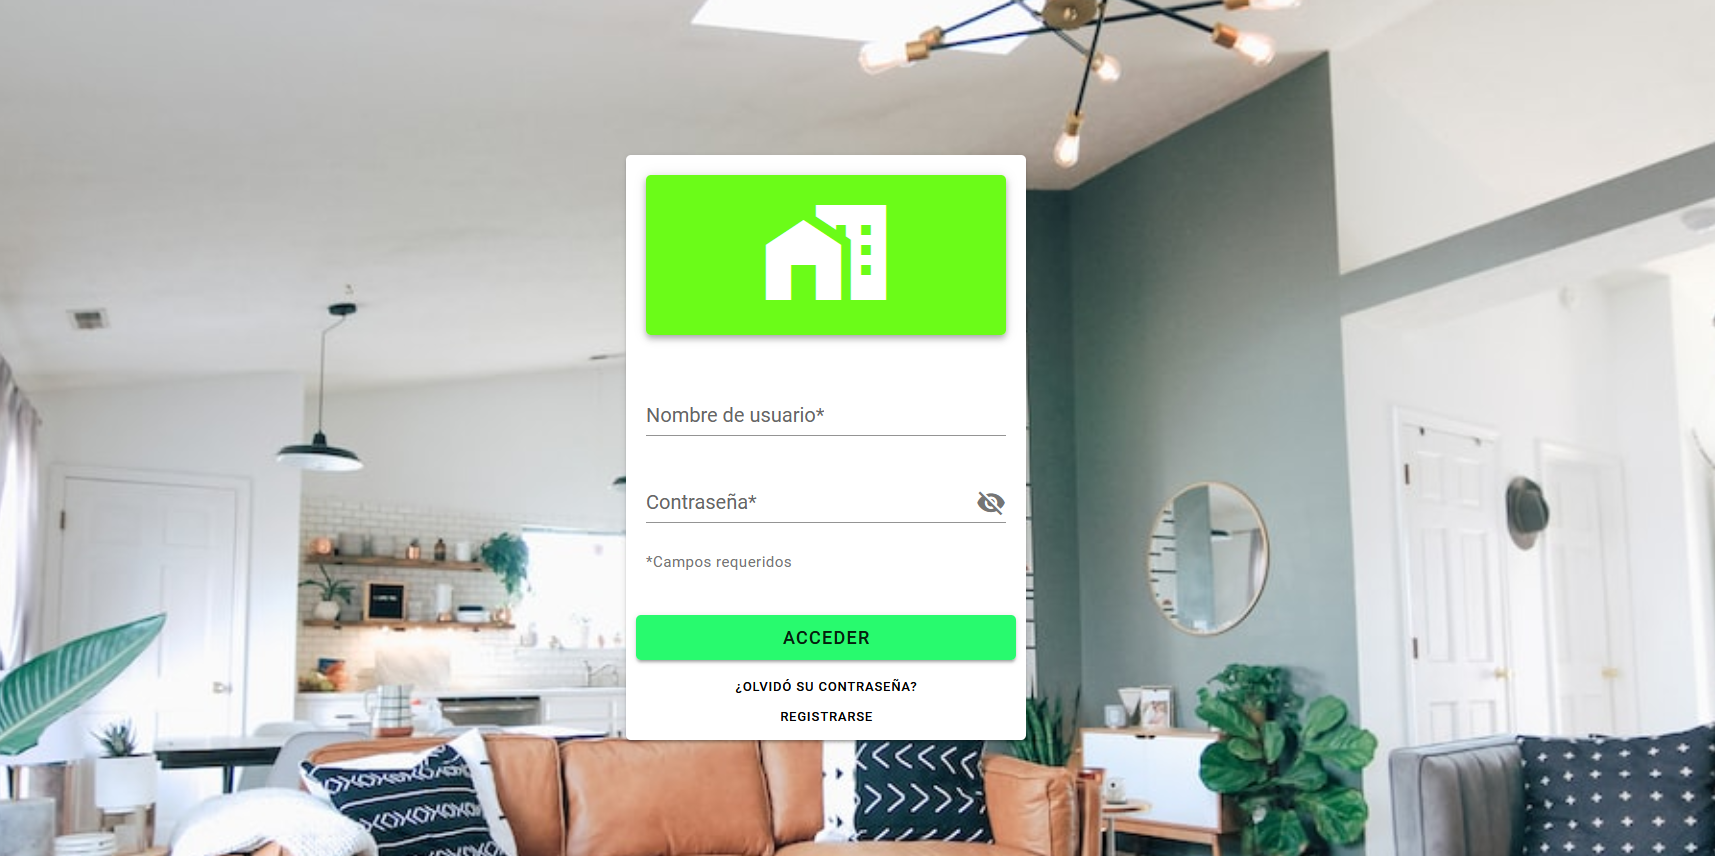 Nombre de usuario*
Contraseña*
*Campos requeridos
ACCEDER
¿OLVIDÓ SU CONTRASEÑA?
REGISTRARSE